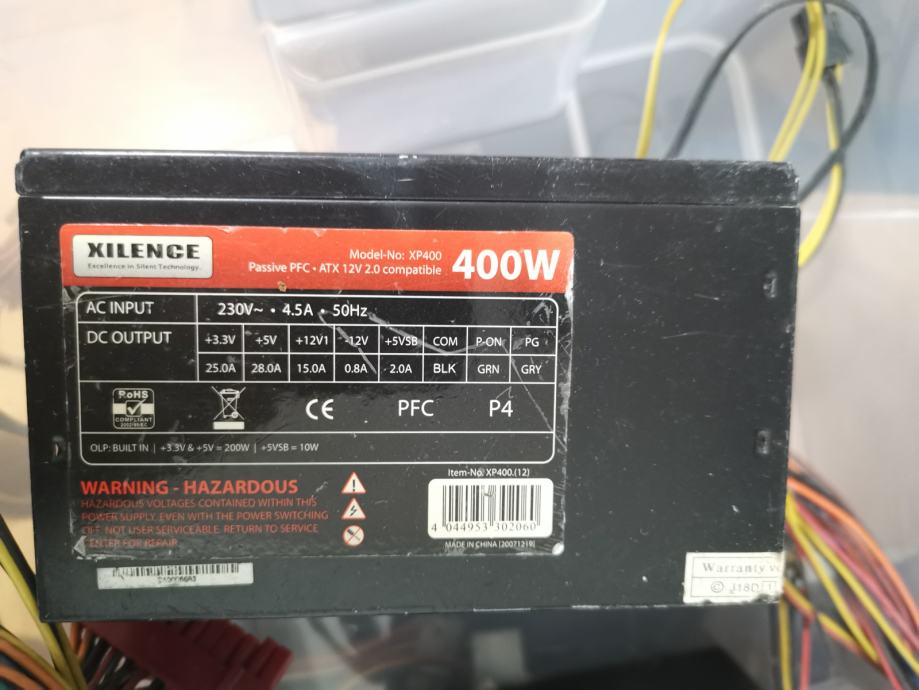 XILENCE
Excellence in Silent Technology.
Model-No: XP400
Passive PFC • ATX 12V 2.0 compatible
400W
AC INPUT 230V~ • 4.5A • 50Hz
DC OUTPUT +3.3V +5V +12V1 -12V +5VSB COM P-ON PG
25.0A 28.0A 15.0A 0.8A 2.0A BLK GRN GRY
RoHS
COMPLIANT
2002/95/EC
CE PFC P4
OLP: BUILT IN | +3.3V & +5V = 200W | +5VSB = 10W
WARNING - HAZARDOUS
HAZARDOUS VOLTAGES CONTAINED WITHIN THIS
POWER SUPPLY. EVEN WITH THE POWER SWITCHING
OFF. NOT USER SERVICEABLE. RETURN TO SERVICE
CENTER FOR REPAIR.
Item-No: XP400.(12)
4 044953 302060
MADE IN CHINA [20071219]
Warranty
© J18D